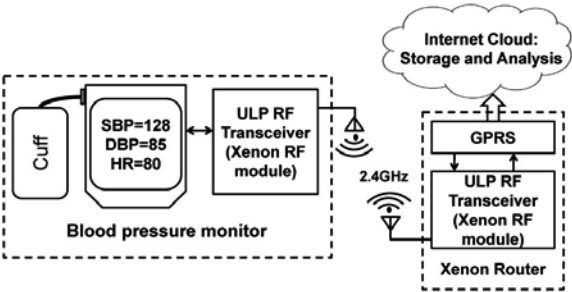 Cuff
SBP=128
DBP=85
HR=80
ULP RF
Transceiver
(Xenon RF
module)
Blood pressure monitor
2.4GHz
Internet Cloud:
Storage and Analysis
GPRS
ULP RF
Transceiver
(Xenon RF
module)
Xenon Router